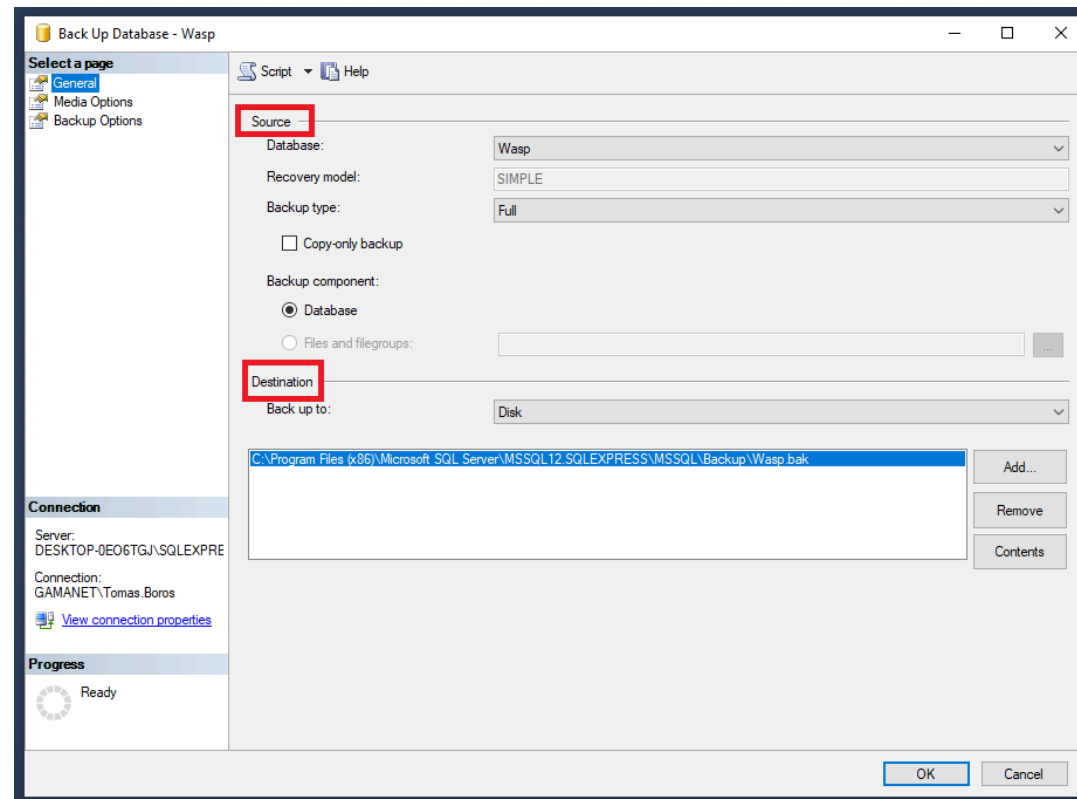 Back Up Database - Wasp
Select a page
General
Media Options
Backup Options
Script
Help
Source
Database:
Wasp
Recovery model:
SIMPLE
Backup type:
Full
Copy-only backup
Backup component:
Database
Files and filegroups:
...
Destination
Back up to:
Disk
C:\Program Files (x86)\Microsoft SQL Server\MSSQL12.SQLEXPRESS\MSSQL\Backup\Wasp.bak
Add...
Remove
Contents
Connection
Server:
DESKTOP-0EO6TGJ\SQLEXPRE
Connection:
GAMANET\Tomas.Boros
View connection properties
Progress
Ready
OK
Cancel